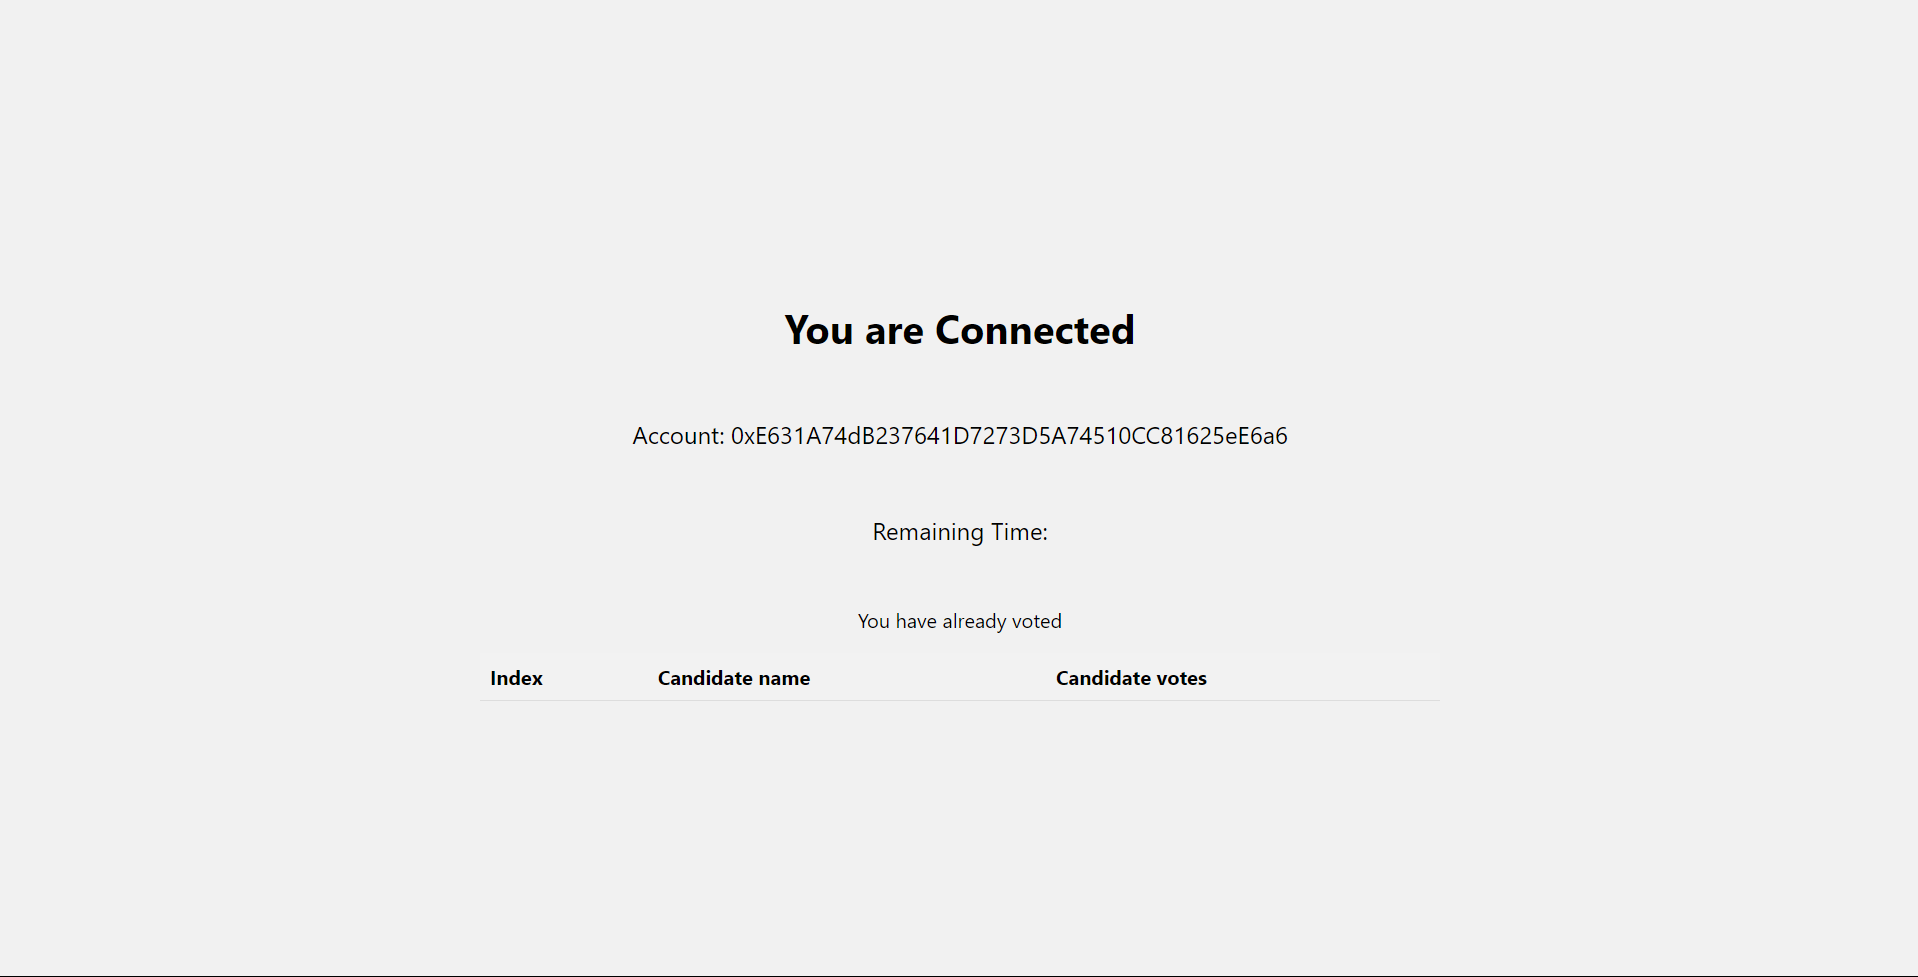 You are Connected
Account: 0xE631A74dB237641D7273D5A74510CC81625eE6a6
Remaining Time:
You have already voted
Index Candidate name Candidate votes